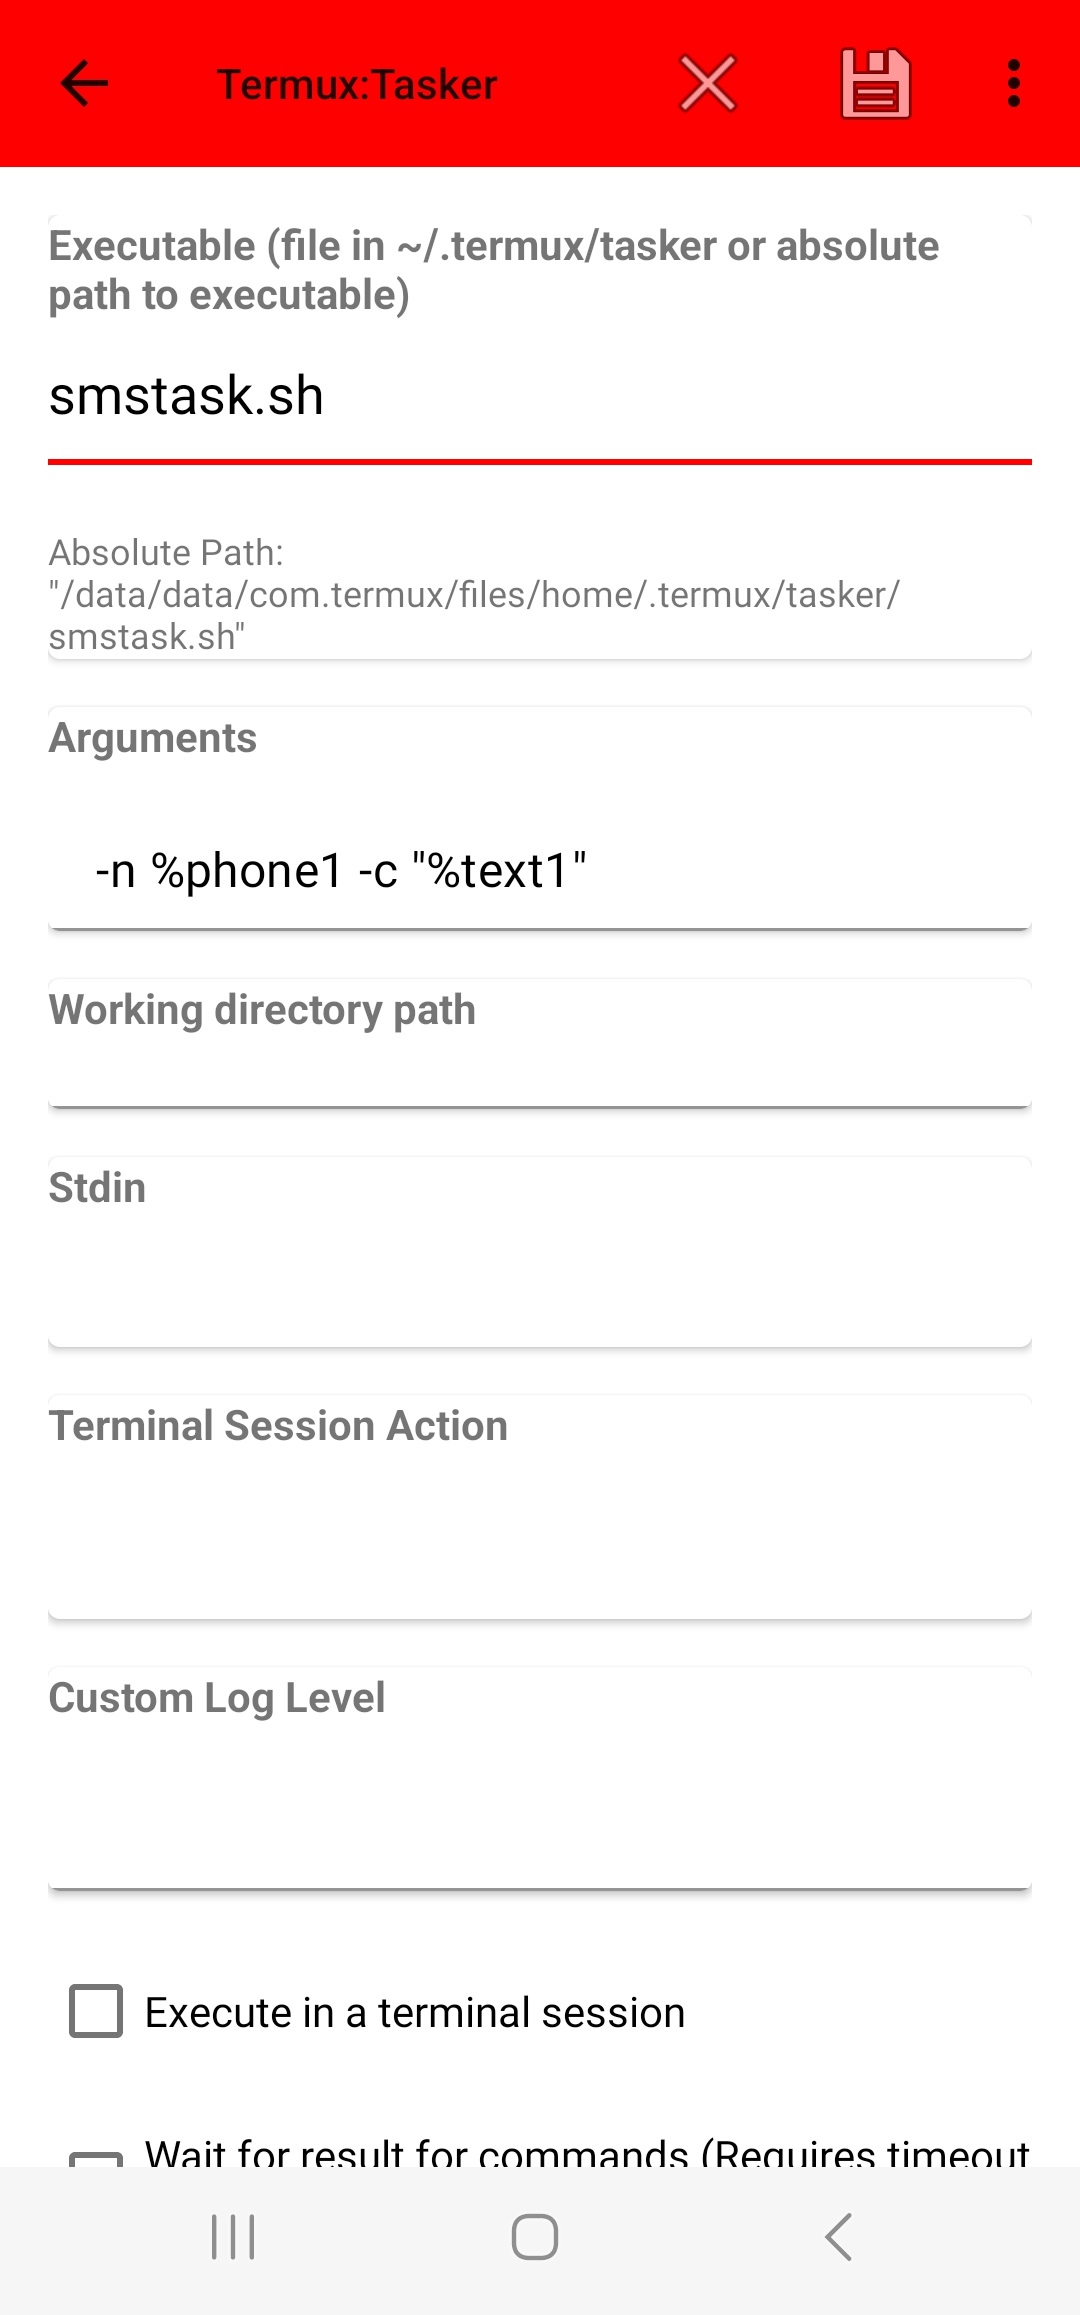 Termux:Tasker
Executable (file in ~/.termux/tasker or absolute
path to executable)
smstask.sh
Absolute Path:
"/data/data/com.termux/files/home/.termux/tasker/
smstask.sh"
Arguments
-n %phone1 -c "%text1"
Working directory path
Stdin
Terminal Session Action
Custom Log Level
Execute in a terminal session
Wait for result for commands (Requires timeout